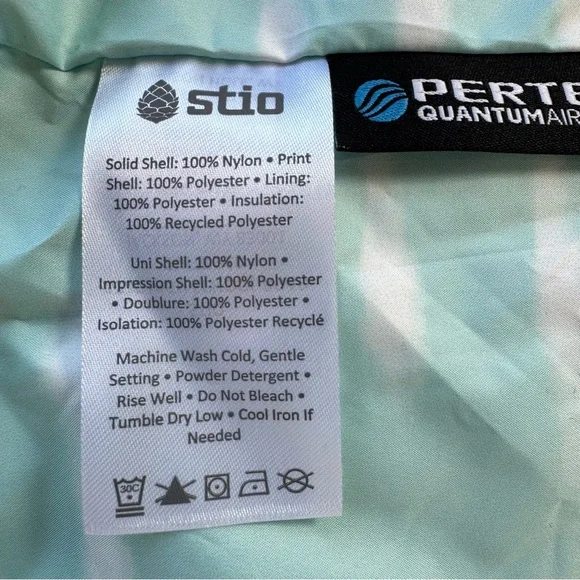 stio
PERTE
QUANTUMAIR
Solid Shell: 100% Nylon • Print
Shell: 100% Polyester • Lining:
100% Polyester • Insulation:
100% Recycled Polyester
Uni Shell: 100% Nylon •
Impression Shell: 100% Polyester
• Doublure: 100% Polyester •
Isolation: 100% Polyester Recyclé
Machine Wash Cold, Gentle
Setting • Powder Detergent •
Rise Well • Do Not Bleach •
Tumble Dry Low • Cool Iron If
Needed
30C